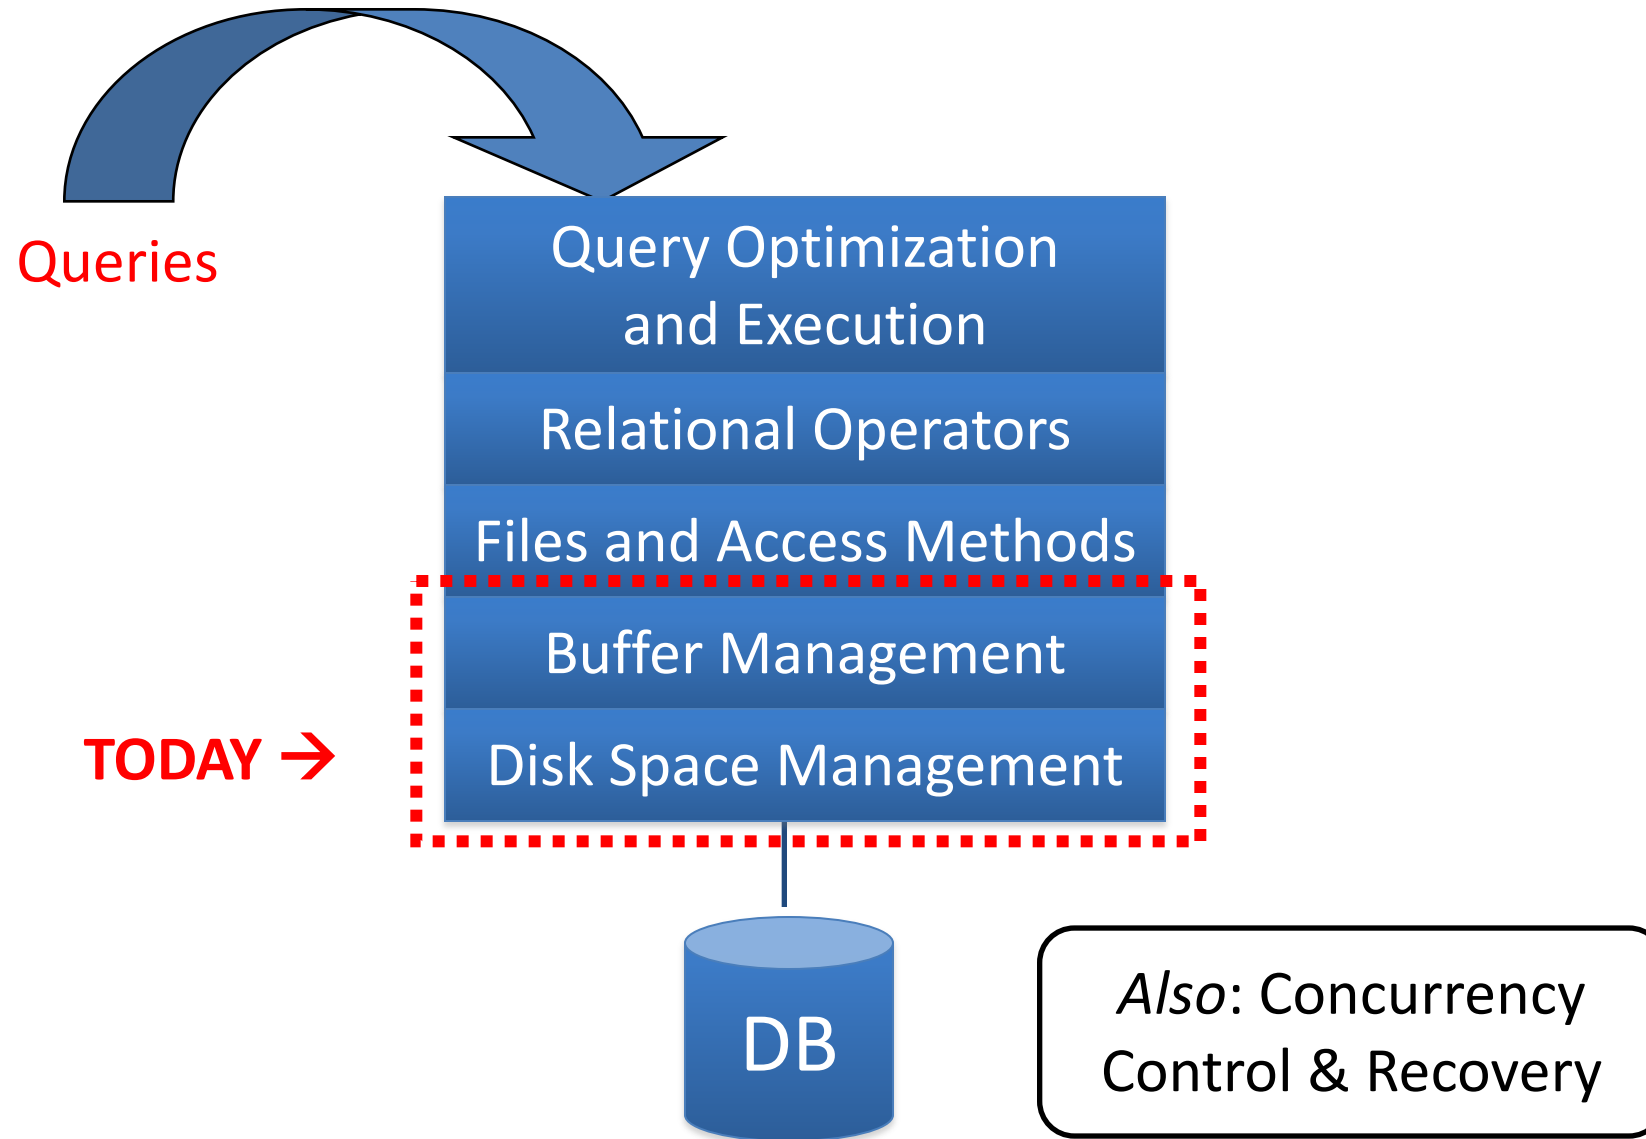 Queries
Query Optimization
and Execution
Relational Operators
Files and Access Methods
Buffer Management
TODAY →
Disk Space Management
DB
Also: Concurrency
Control & Recovery